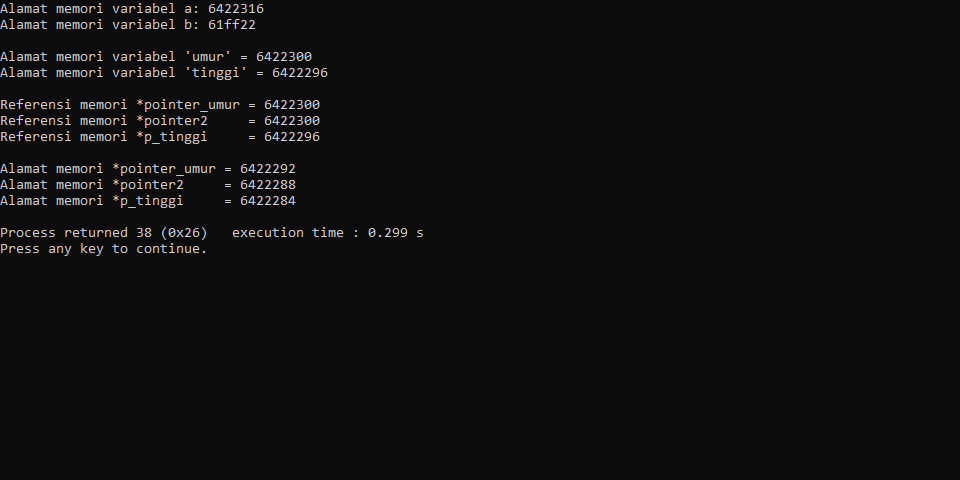 Alamat memori variabel a: 6422316
Alamat memori variabel b: 61ff22
Alamat memori variabel 'umur' = 6422300
Alamat memori variabel 'tinggi' = 6422296
Referensi memori *pointer_umur = 6422300
Referensi memori *pointer2     = 6422300
Referensi memori *p_tinggi     = 6422296
Alamat memori *pointer_umur = 6422292
Alamat memori *pointer2     = 6422288
Alamat memori *p_tinggi     = 6422284
Process returned 38 (0x26)   execution time : 0.299 s
Press any key to continue.